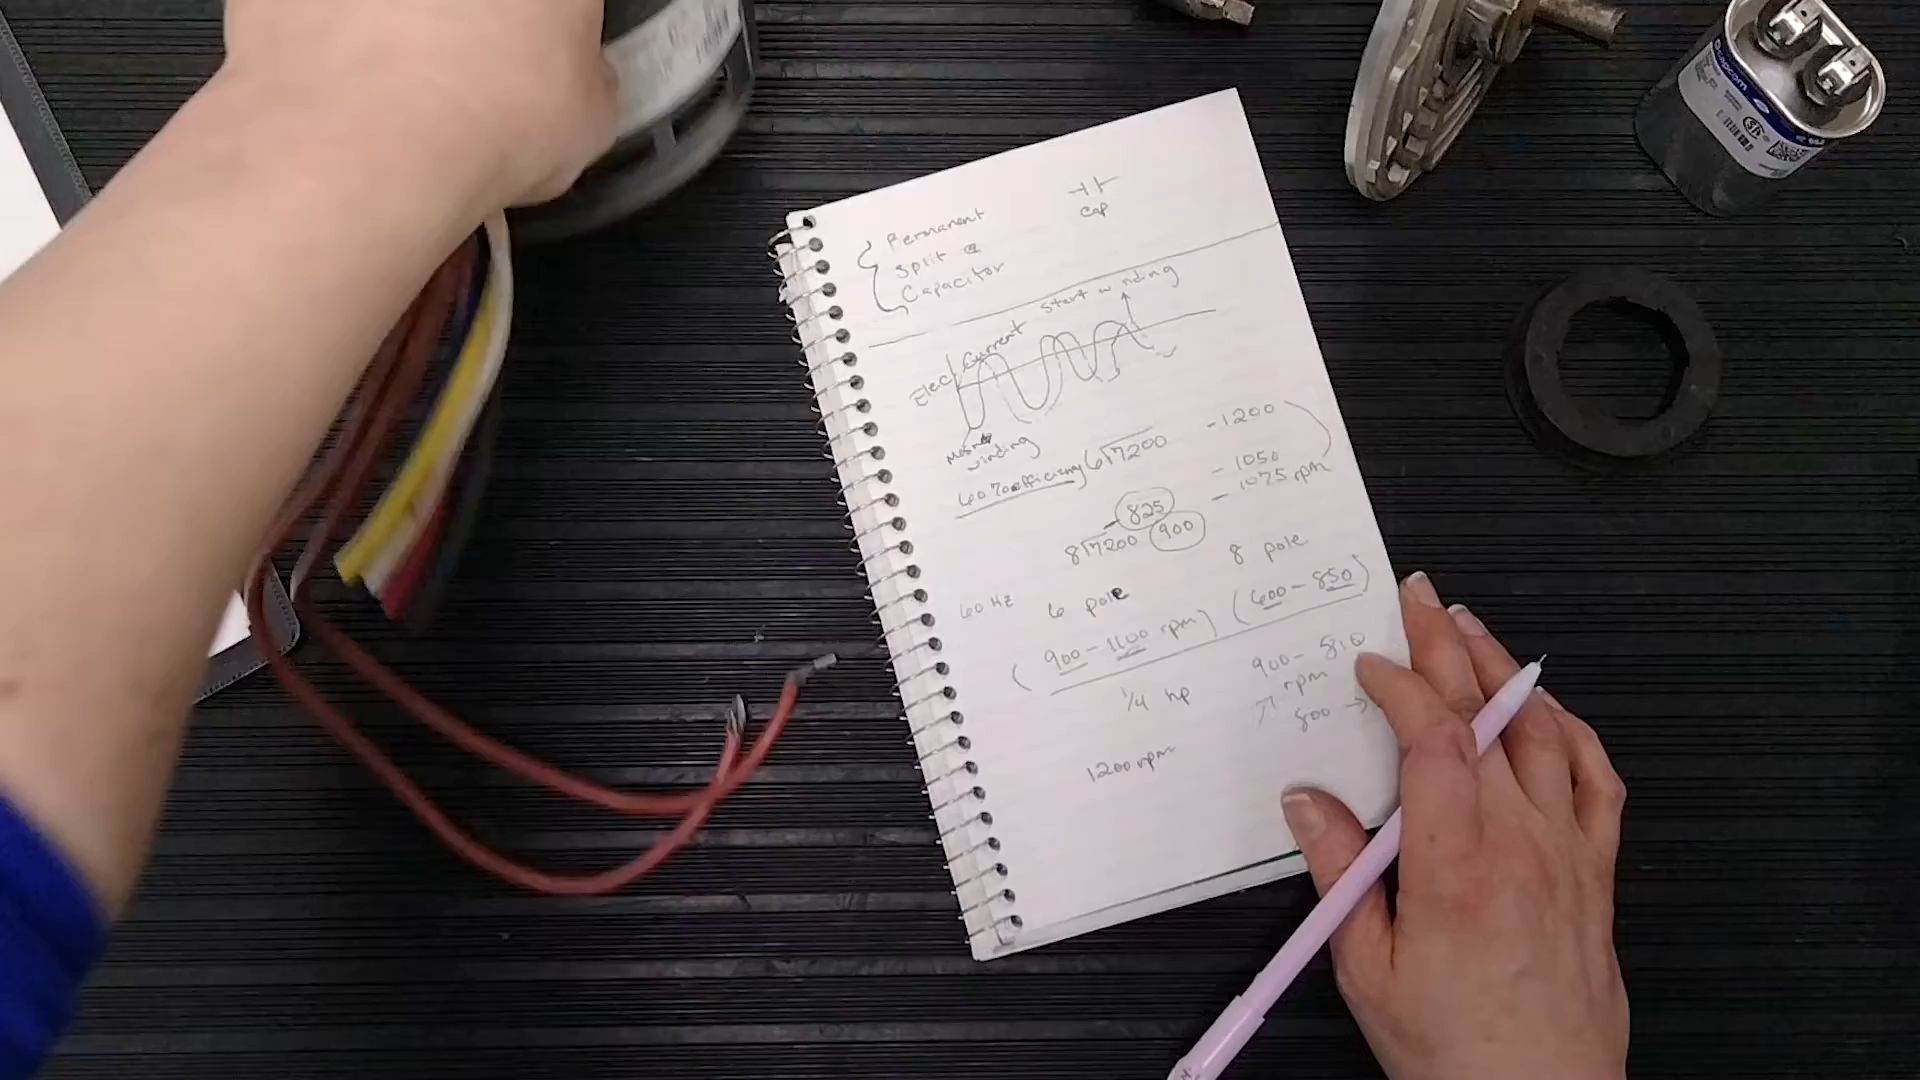 Permanent
Split &
Capacitor
Cap
Elec/Current
Start winding
Main
winding
60% efficiency
6√7200
- 1200
- 1050
- 1075 rpm
825
8√7200
900
60 Hz
6 pole
8 pole
(900 - 1100 rpm)
(600 - 850)
1/4 hp
900 - 810
rpm
800 →
1200 rpm
capcom